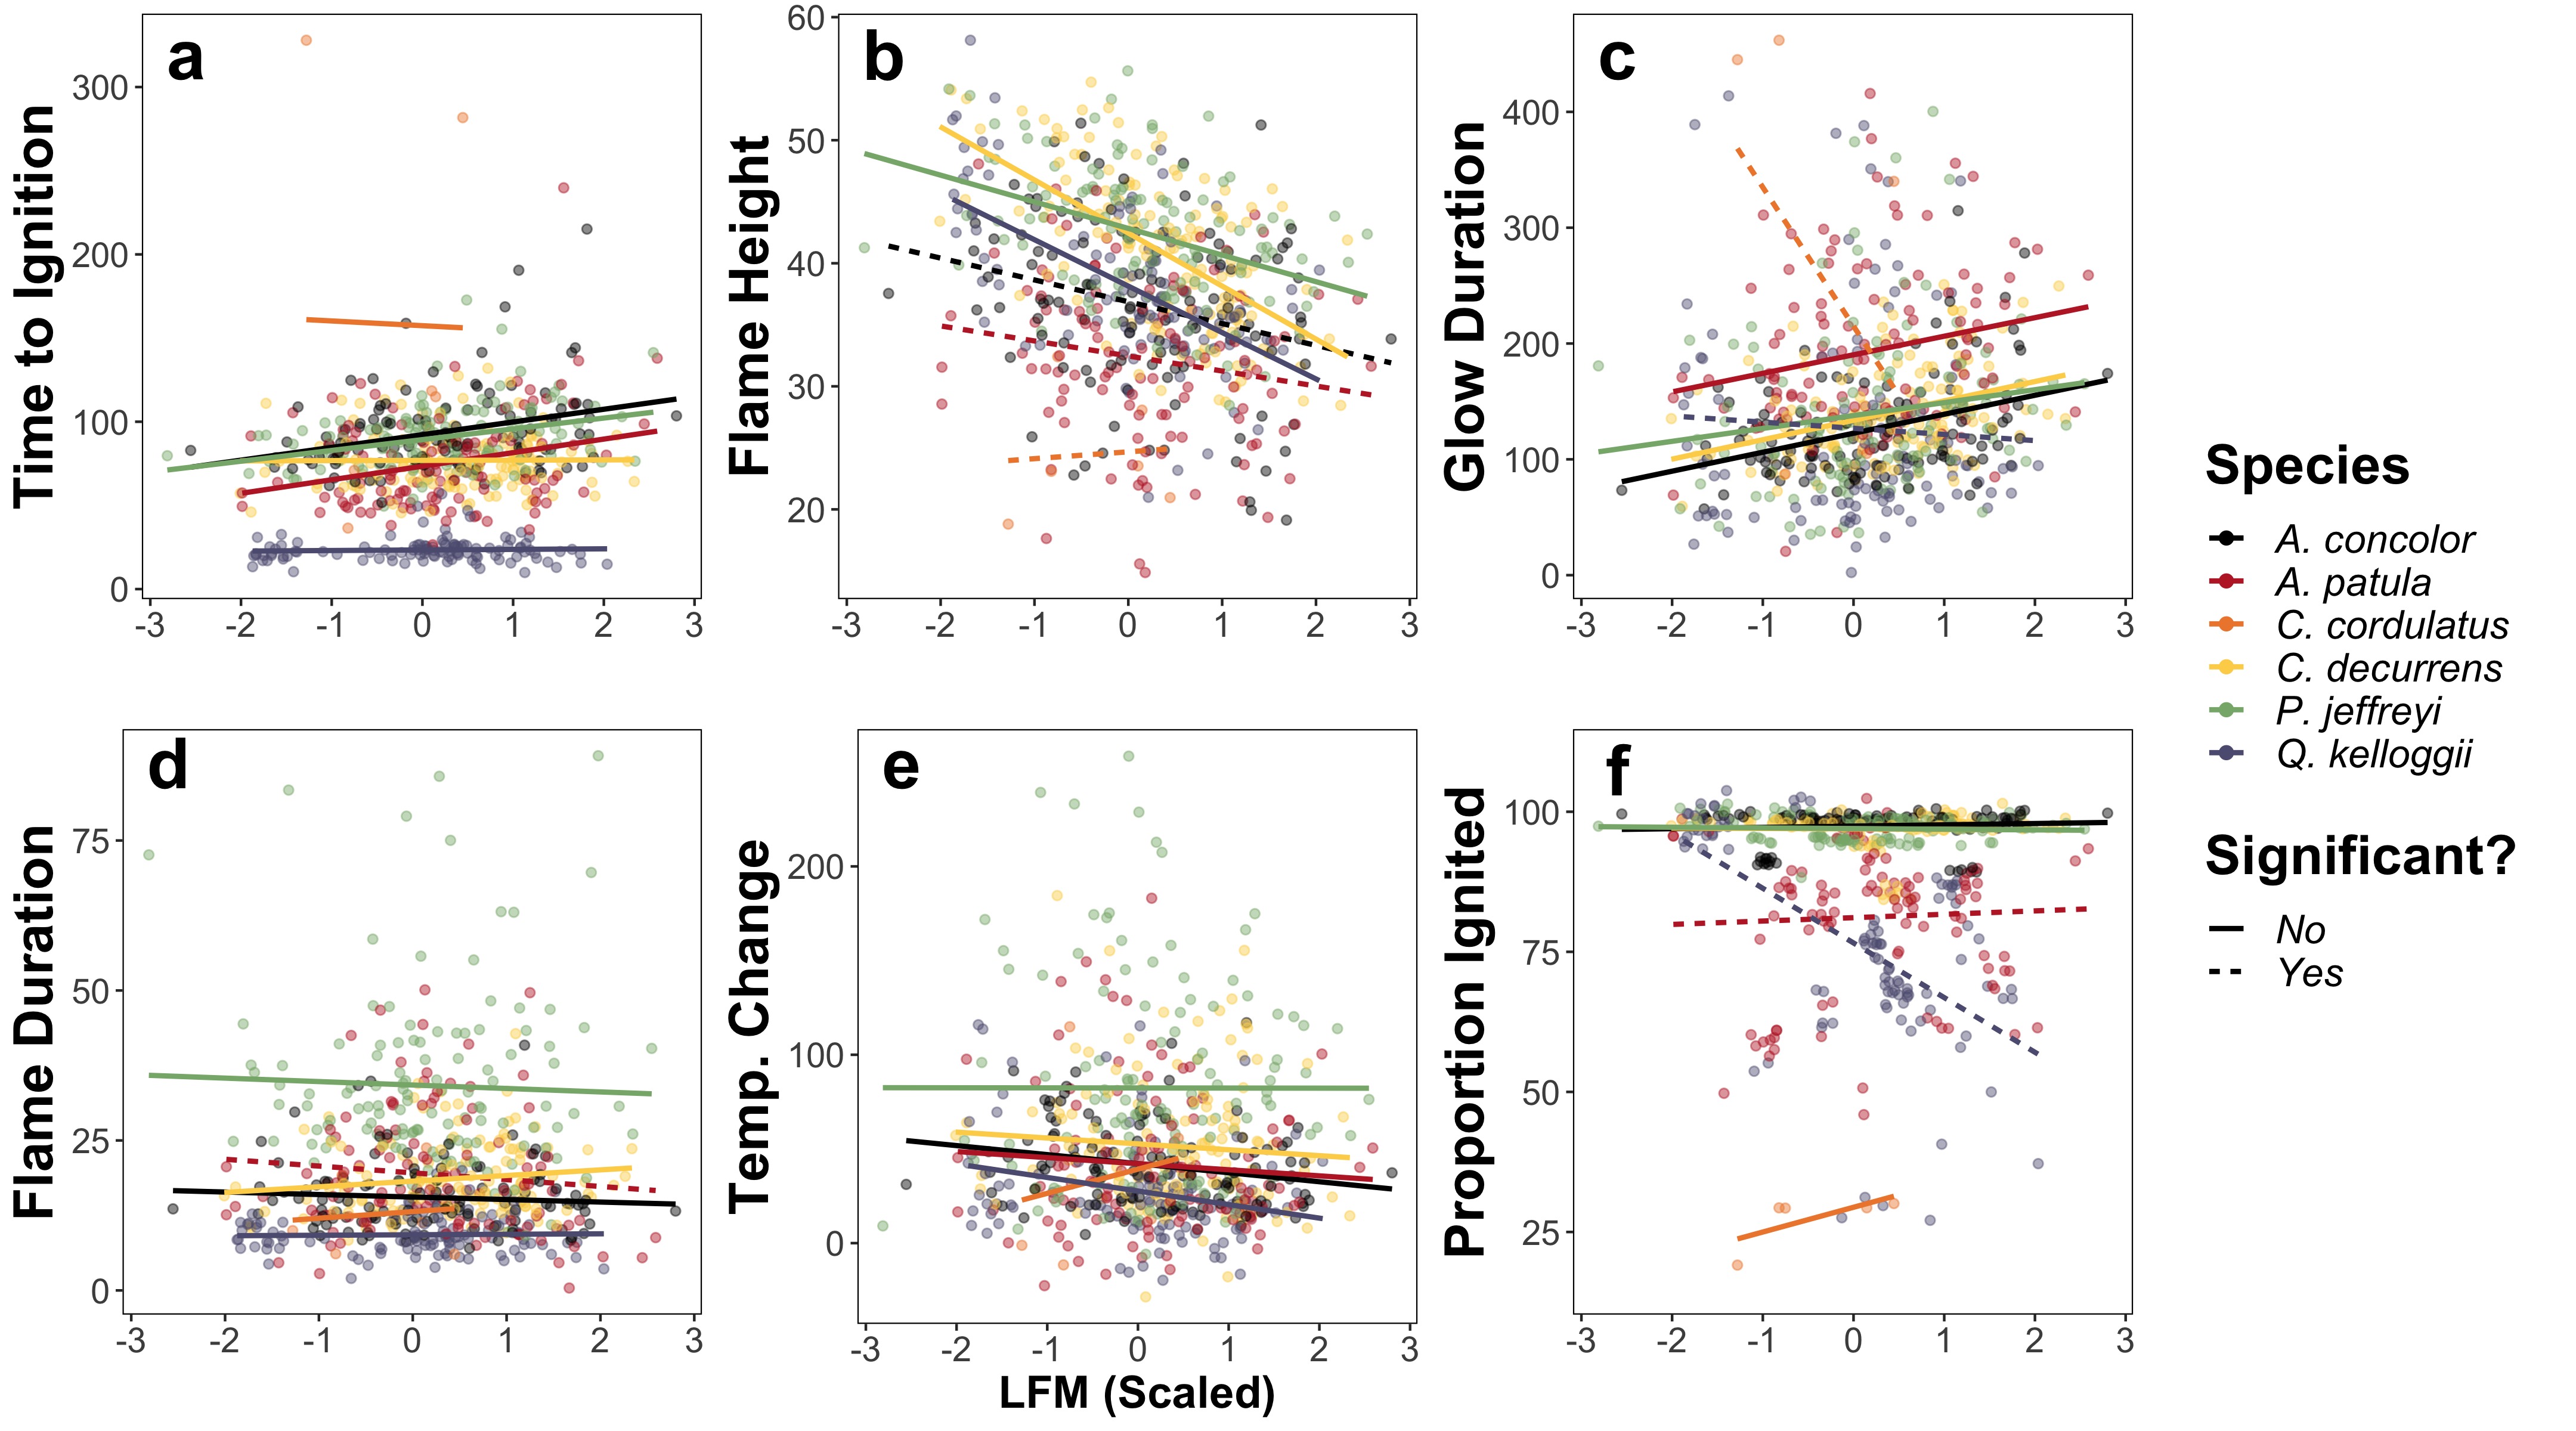 a
Time to Ignition
300
200
100
0
-3 -2 -1 0 1 2 3
b
Flame Height
60
50
40
30
20
-3 -2 -1 0 1 2 3
c
Glow Duration
400
300
200
100
0
-3 -2 -1 0 1 2 3
d
Flame Duration
75
50
25
0
-3 -2 -1 0 1 2 3
e
Temp. Change
200
100
0
-3 -2 -1 0 1 2 3
LFM (Scaled)
f
Proportion Ignited
100
75
50
25
-3 -2 -1 0 1 2 3
Species
A. concolor
A. patula
C. cordulatus
C. decurrens
P. jeffreyi
Q. kelloggii
Significant?
No
Yes